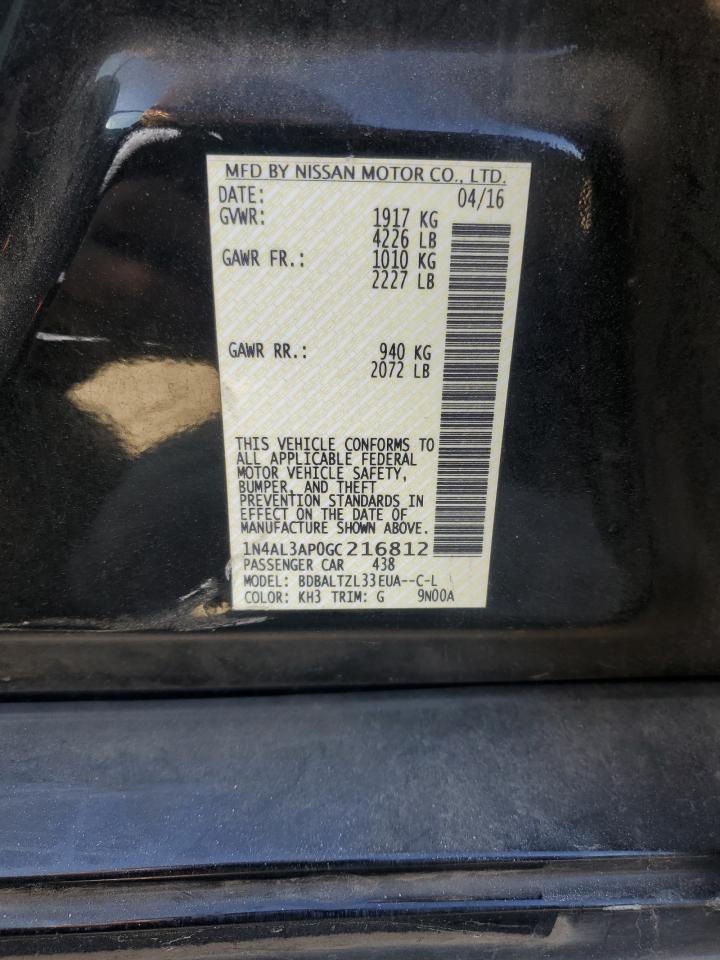 MFD BY NISSAN MOTOR CO., LTD.
DATE: 04/16
GVWR: 1917 KG
4226 LB
GAWR FR.: 1010 KG
2227 LB
GAWR RR.: 940 KG
2072 LB
THIS VEHICLE CONFORMS TO
ALL APPLICABLE FEDERAL
MOTOR VEHICLE SAFETY,
BUMPER, AND THEFT
PREVENTION STANDARDS IN
EFFECT ON THE DATE OF
MANUFACTURE SHOWN ABOVE.
1N4AL3AP0GC216812
PASSENGER CAR 438
MODEL: BDBALTZL33EUA--C-L
COLOR: KH3 TRIM: G 9N00A